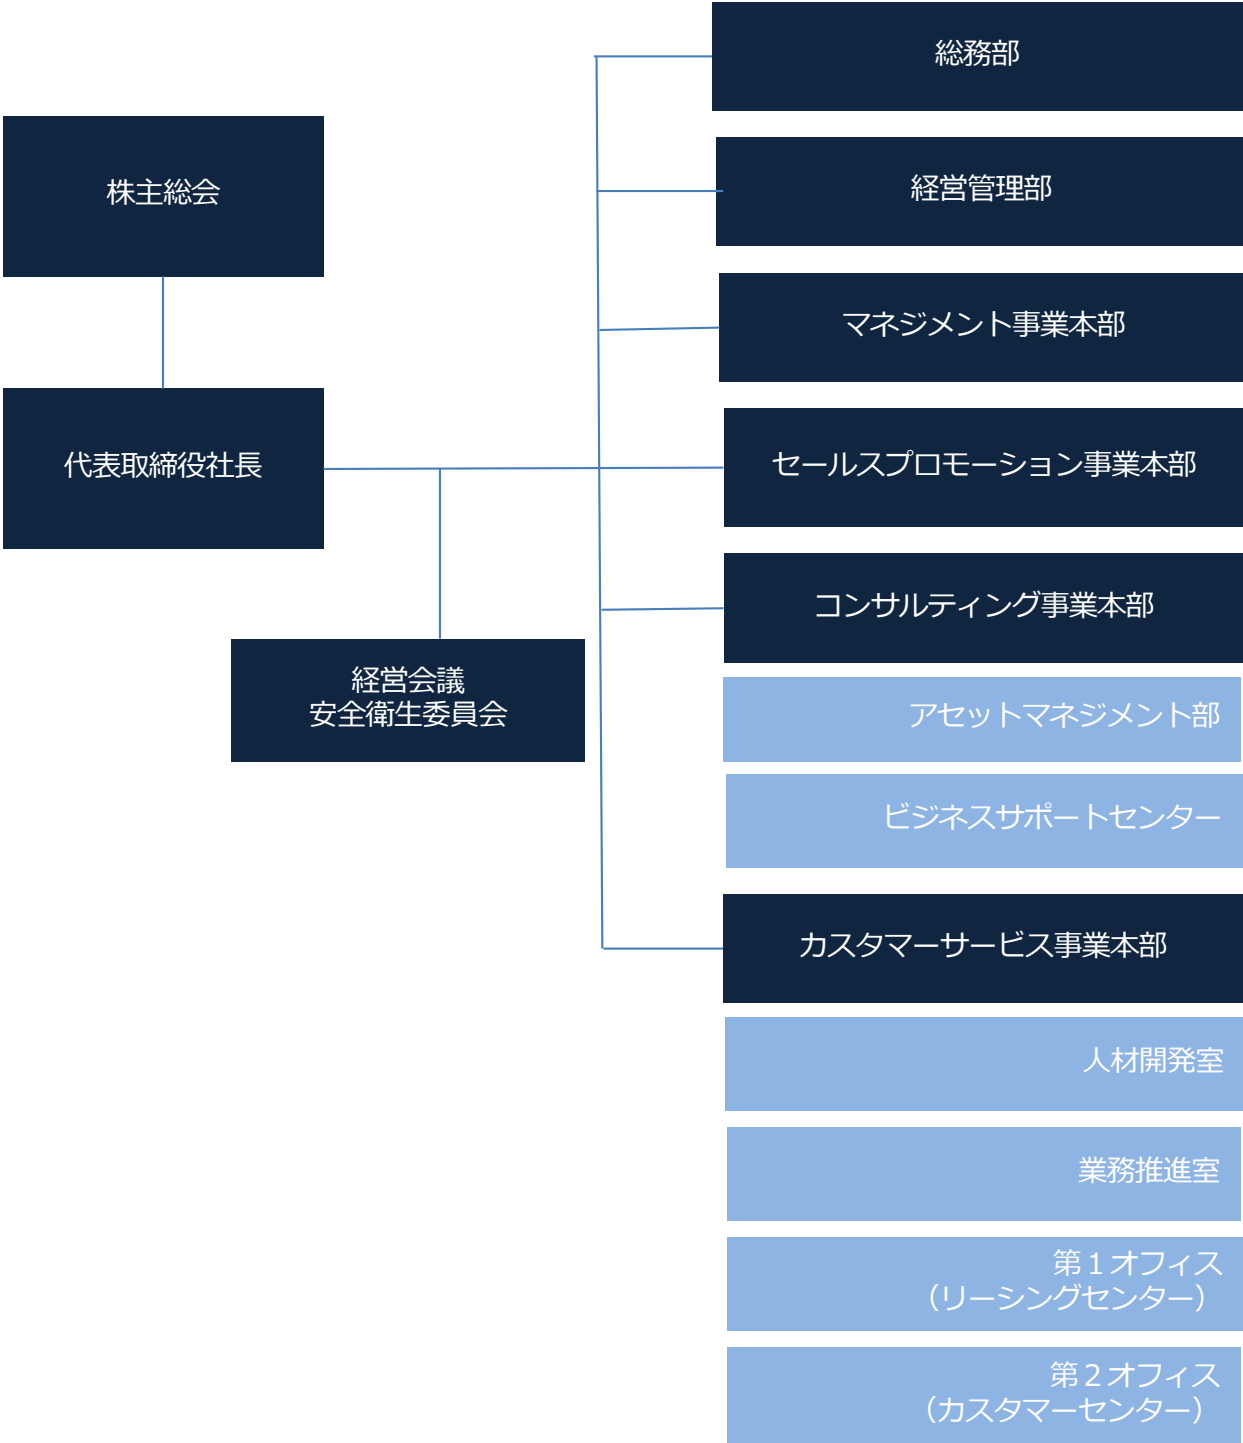 株主総会
代表取締役社長
経営会議
安全衛生委員会
総務部
経営管理部
マネジメント事業本部
セールスプロモーション事業本部
コンサルティング事業本部
アセットマネジメント部
ビジネスサポートセンター
カスタマーサービス事業本部
人材開発室
業務推進室
第１オフィス
（リーシングセンター）
第２オフィス
（カスタマーセンター）